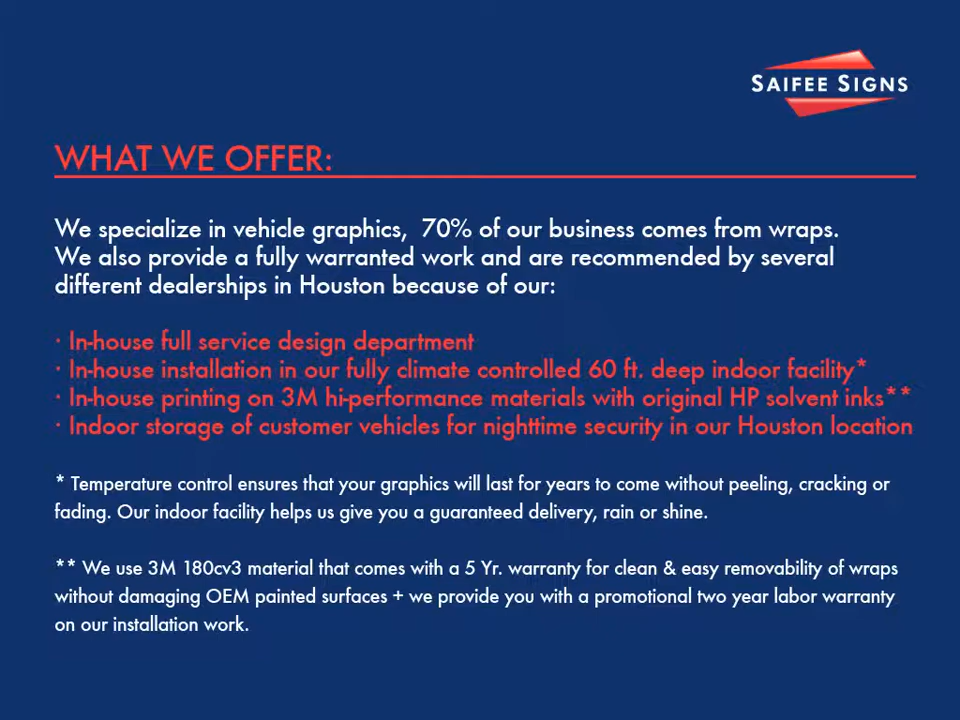 SAIFEE SIGNS
WHAT WE OFFER:
We specialize in vehicle graphics, 70% of our business comes from wraps.
We also provide a fully warranted work and are recommended by several
different dealerships in Houston because of our:
· In-house full service design department
· In-house installation in our fully climate controlled 60 ft. deep indoor facility*
· In-house printing on 3M hi-performance materials with original HP solvent inks**
· Indoor storage of customer vehicles for nighttime security in our Houston location
* Temperature control ensures that your graphics will last for years to come without peeling, cracking or
fading. Our indoor facility helps us give you a guaranteed delivery, rain or shine.
** We use 3M 180cv3 material that comes with a 5 Yr. warranty for clean & easy removability of wraps
without damaging OEM painted surfaces + we provide you with a promotional two year labor warranty
on our installation work.